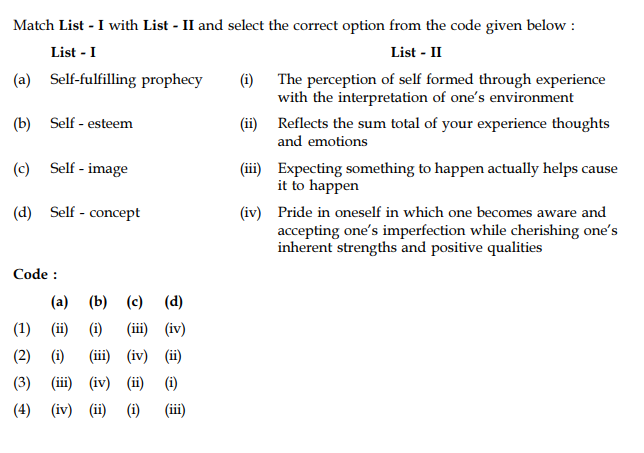 Match List - I with List - II and select the correct option from the code given below :
List - I List - II
(a) Self-fulfilling prophecy (i) The perception of self formed through experience
with the interpretation of one's environment
(b) Self - esteem (ii) Reflects the sum total of your experience thoughts
and emotions
(c) Self - image (iii) Expecting something to happen actually helps cause
it to happen
(d) Self - concept (iv) Pride in oneself in which one becomes aware and
accepting one's imperfection while cherishing one's
inherent strengths and positive qualities
Code :
(a) (b) (c) (d)
(1) (ii) (i) (iii) (iv)
(2) (i) (iii) (iv) (ii)
(3) (iii) (iv) (ii) (i)
(4) (iv) (ii) (i) (iii)